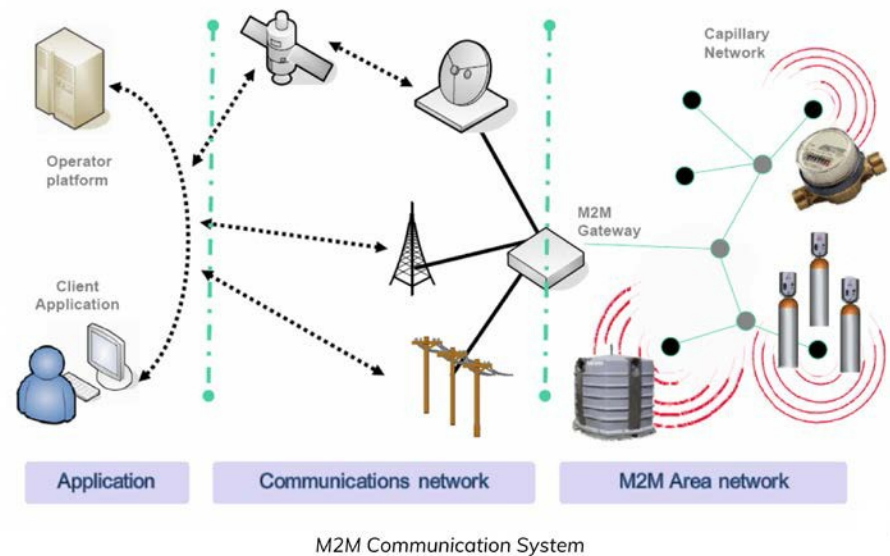 Operator
platform
Client
Application
M2M
Gateway
Capillary
Network
Application
Communications network
M2M Area network
M2M Communication System